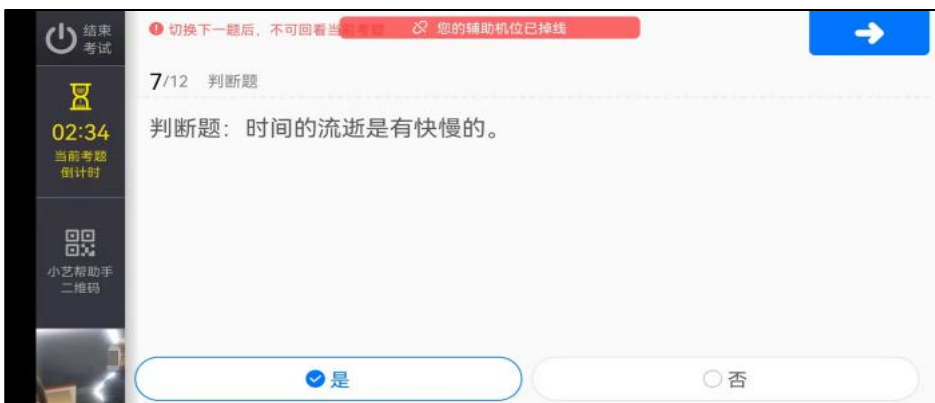 结束
考试
切换下一题后，不可回看当
您的辅助机位已掉线
7/12 判断题
02:34
当前考题
倒计时
判断题：时间的流逝是有快慢的。
小艺帮助手
二维码
是
否